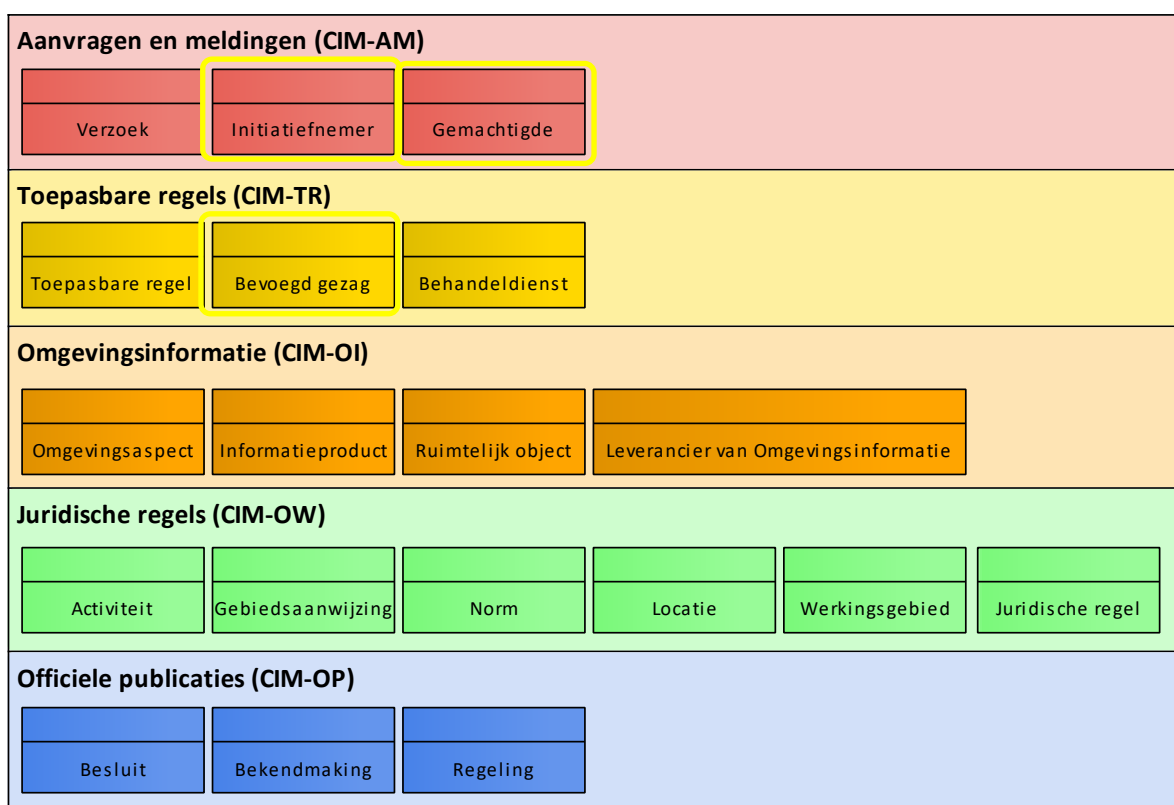 Aanvragen en meldingen (CIM-AM)
Verzoek Initiatiefnemer Gemachtigde
Toepasbare regels (CIM-TR)
Toepasbare regel Bevoegd gezag Behandeldienst
Omgevingsinformatie (CIM-OI)
Omgevingsaspect Informatieproduct Ruimtelijk object Leverancier van Omgevingsinformatie
Juridische regels (CIM-OW)
Activiteit Gebiedsaanwijzing Norm Locatie Werkingsgebied Juridische regel
Officiele publicaties (CIM-OP)
Besluit Bekendmaking Regeling